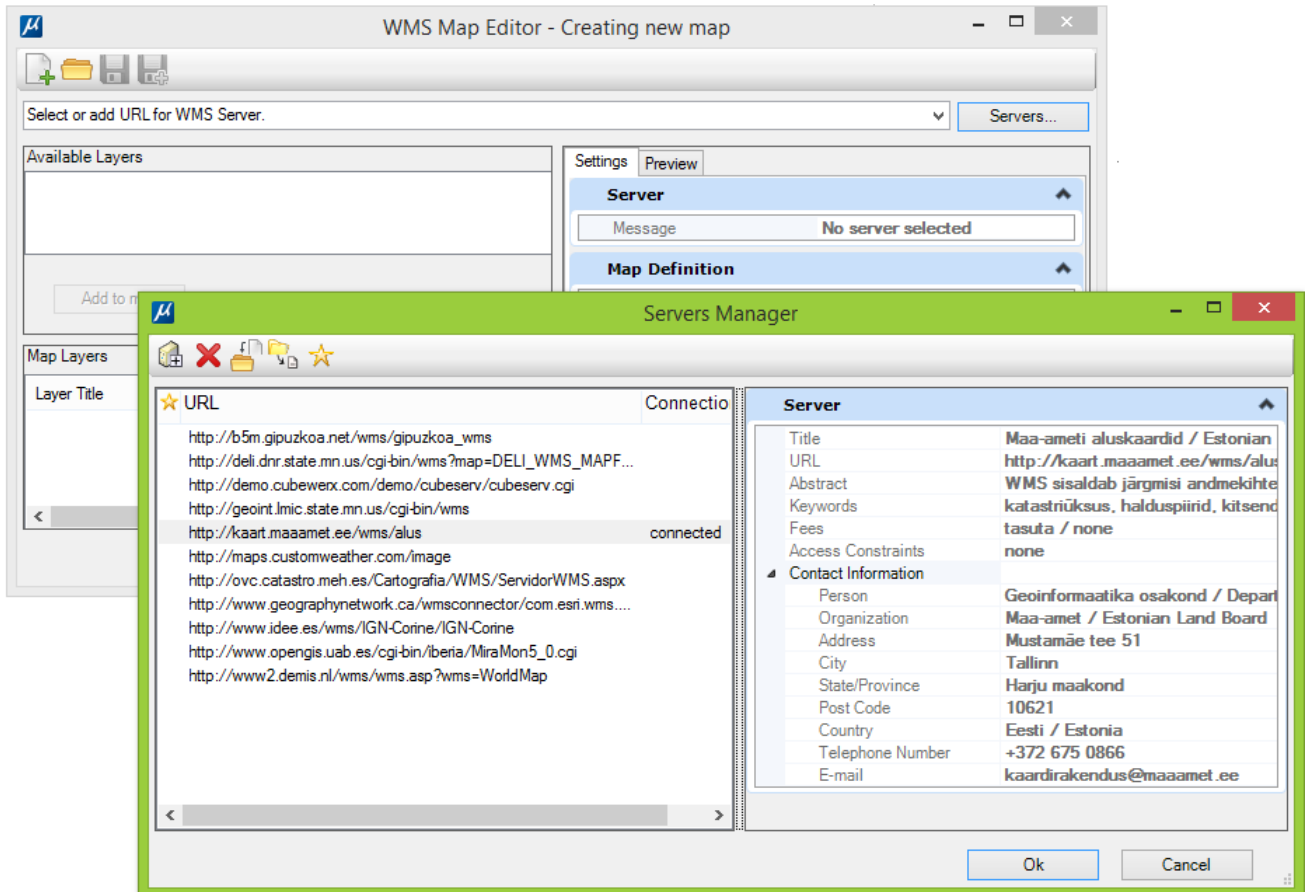 WMS Map Editor - Creating new map
Select or add URL for WMS Server.
Servers...
Available Layers
Settings Preview
Server
Message No server selected
Map Definition
Add to m
Map Layers
Layer Title
Servers Manager
URL Connectio
http://b5m.gipuzkoa.net/wms/gipuzkoa_wms
http://deli.dnr.state.mn.us/cgi-bin/wms?map=DELI_WMS_MAPF...
http://demo.cubewerx.com/demo/cubeserv/cubeserv.cgi
http://geoint.lmic.state.mn.us/cgi-bin/wms
http://kaart.maaamet.ee/wms/alus connected
http://maps.customweather.com/image
http://ovc.catastro.meh.es/Cartografia/WMS/ServidorWMS.aspx
http://www.geographynetwork.ca/wmsconnector/com.esri.wms....
http://www.idee.es/wms/IGN-Corine/IGN-Corine
http://www.opengis.uab.es/cgi-bin/iberia/MiraMon5_0.cgi
http://www2.demis.nl/wms/wms.asp?wms=WorldMap
Server
Title Maa-ameti aluskaardid / Estonian
URL http://kaart.maaamet.ee/wms/alus
Abstract WMS sisaldab järgmisi andmekihte
Keywords katastriüksus, halduspiirid, kitsend
Fees tasuta / none
Access Constraints none
Contact Information
Person Geoinformaatika osakond / Depart
Organization Maa-amet / Estonian Land Board
Address Mustamäe tee 51
City Tallinn
State/Province Harju maakond
Post Code 10621
Country Eesti / Estonia
Telephone Number +372 675 0866
E-mail kaardirakendus@maaamet.ee
Ok Cancel